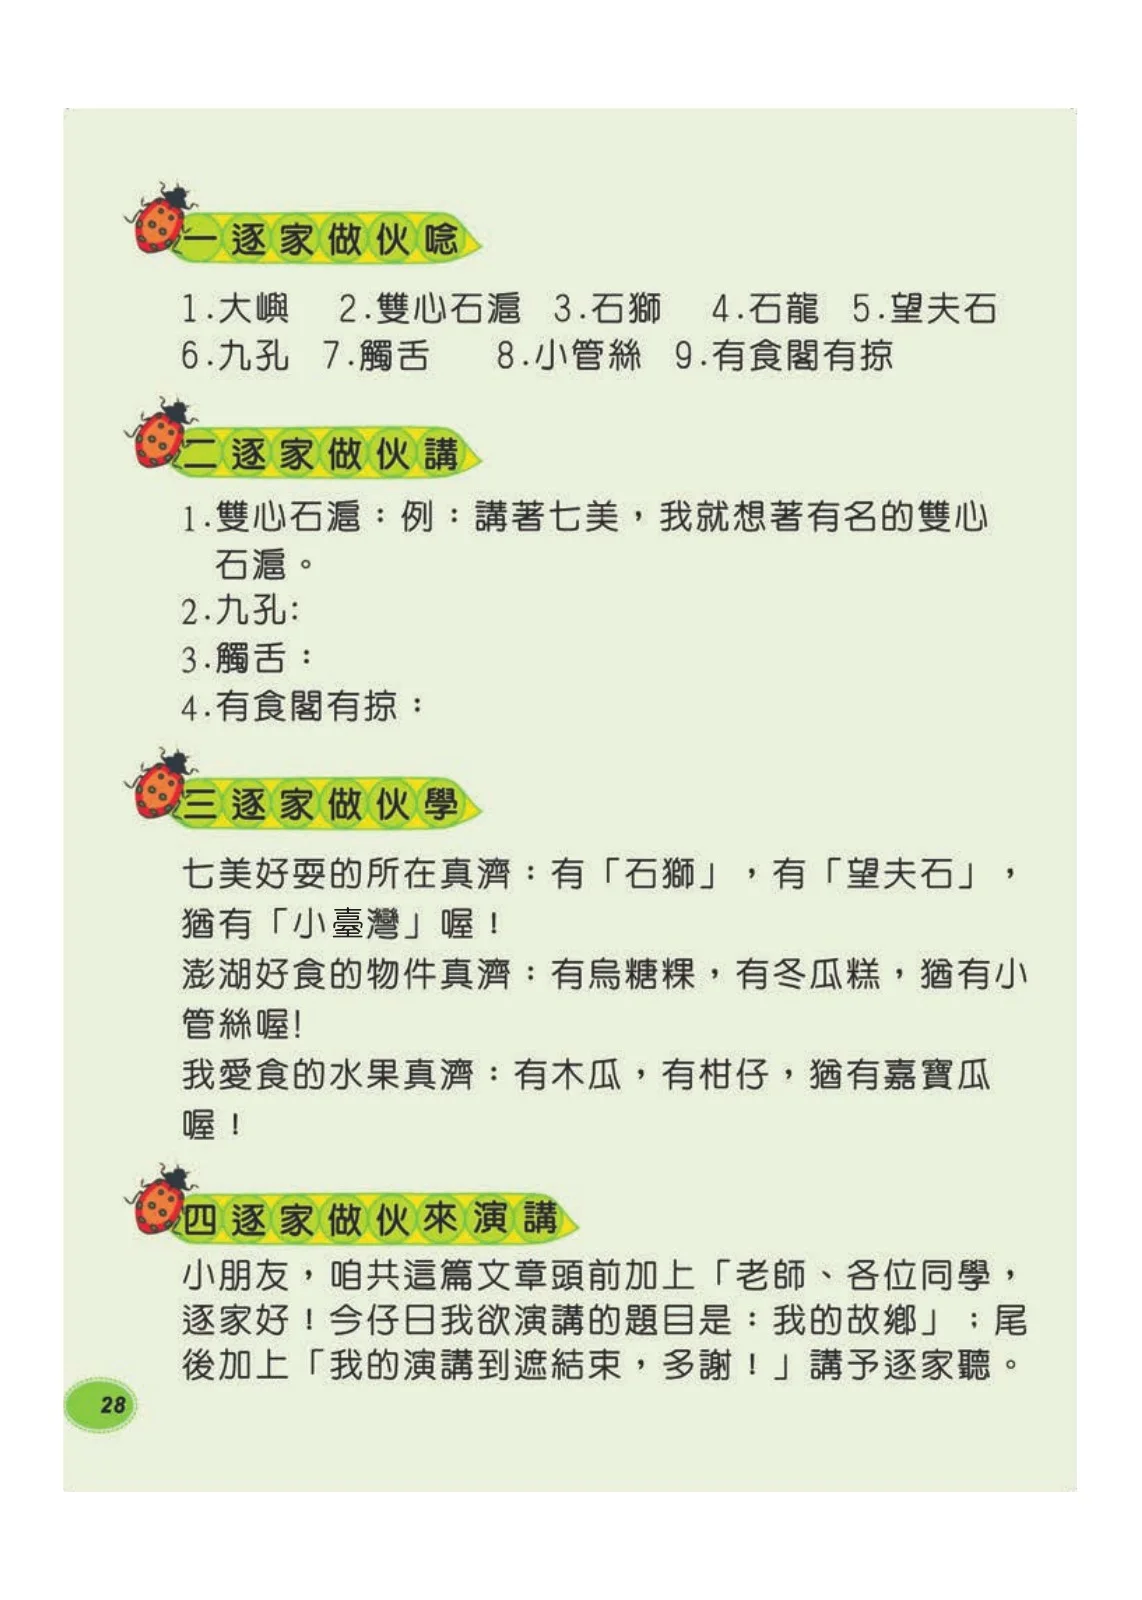 一逐家做伙唸
1.大嶼 2.雙心石滬 3.石獅 4.石龍 5.望夫石
6.九孔 7.觸舌 8.小管絲 9.有食閣有掠
二逐家做伙講
1.雙心石滬：例：講著七美，我就想著有名的雙心
石滬。
2.九孔:
3.觸舌：
4.有食閣有掠：
三逐家做伙學
七美好耍的所在真濟：有「石獅」，有「望夫石」，
猶有「小臺灣」喔！
澎湖好食的物件真濟：有烏糖粿，有冬瓜糕，猶有小
管絲喔!
我愛食的水果真濟：有木瓜，有柑仔，猶有嘉寶瓜
喔！
四逐家做伙來演講
小朋友，咱共這篇文章頭前加上「老師、各位同學，
逐家好！今仔日我欲演講的題目是：我的故鄉」；尾
後加上「我的演講到遮結束，多謝！」講予逐家聽。
28